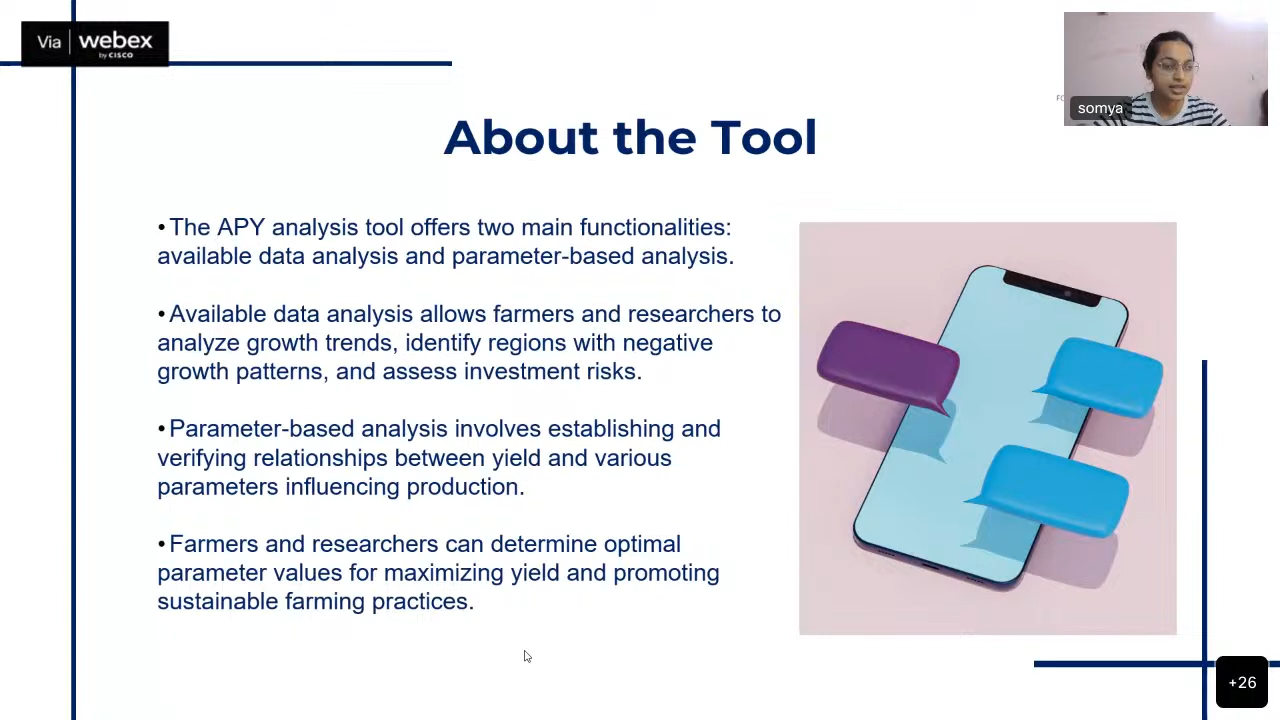 Via webex
by CISCO
FO
somya
About the Tool
•The APY analysis tool offers two main functionalities:
available data analysis and parameter-based analysis.
•Available data analysis allows farmers and researchers to
analyze growth trends, identify regions with negative
growth patterns, and assess investment risks.
•Parameter-based analysis involves establishing and
verifying relationships between yield and various
parameters influencing production.
•Farmers and researchers can determine optimal
parameter values for maximizing yield and promoting
sustainable farming practices.
+26